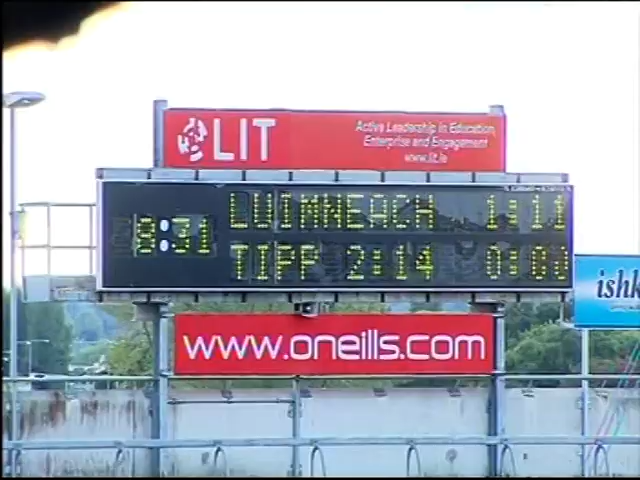 LIT
Active Leadership in Education,
Enterprise and Engagement
www.lit.ie
8:31
LUIMNEACH 1:11
TIPP 2:14 0:00
www.oneills.com
ishk